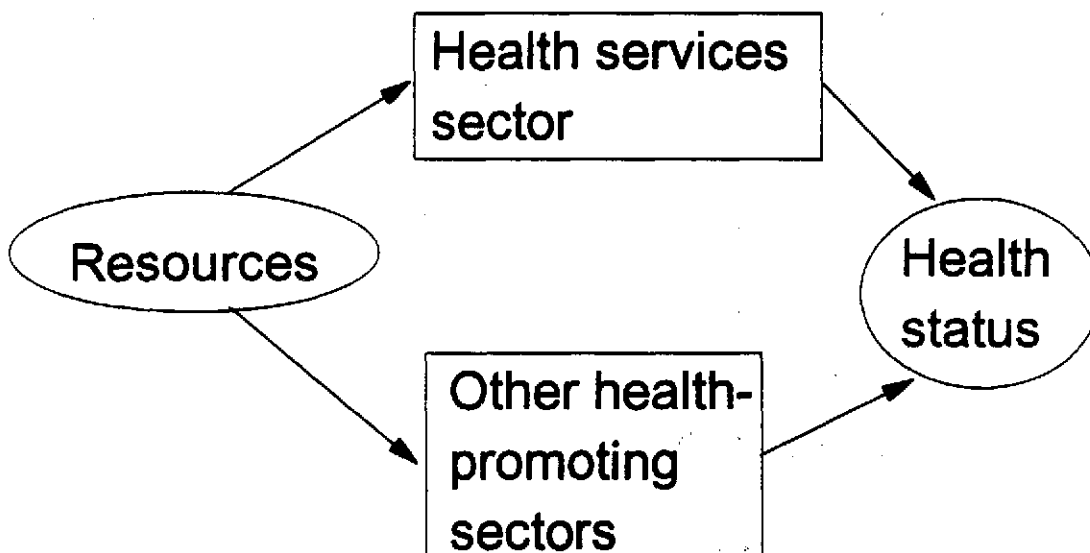 Health services
sector
Resources
Health
status
Other health-
promoting
sectors